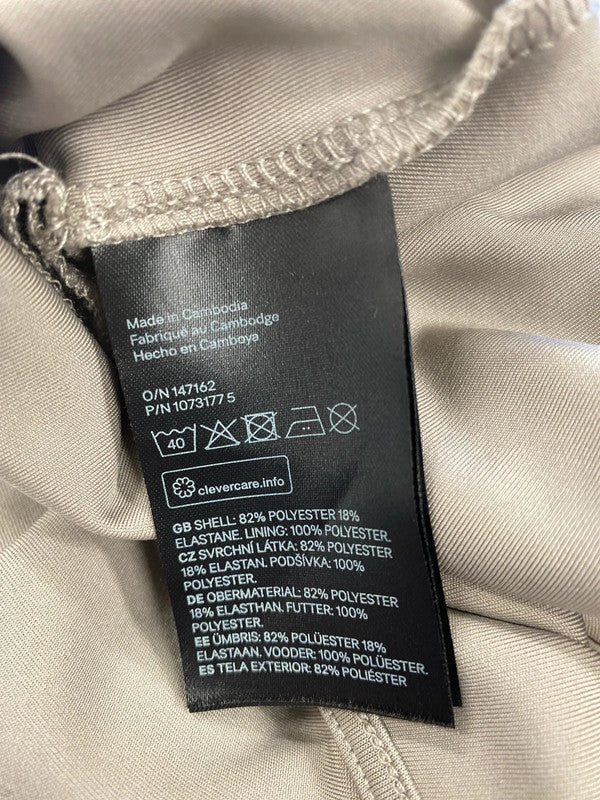 Made in Cambodia
Fabriqué au Cambodge
Hecho en Camboya
O/N 147162
P/N 1073177 5
40
clevercare.info
GB SHELL: 82% POLYESTER 18%
ELASTANE. LINING: 100% POLYESTER.
CZ SVRCHNÍ LÁTKA: 82% POLYESTER
18% ELASTAN. PODŠÍVKA: 100%
POLYESTER.
DE OBERMATERIAL: 82% POLYESTER
18% ELASTHAN. FUTTER: 100%
POLYESTER.
EE ÜMBRIS: 82% POLÜESTER 18%
ELASTAAN. VOODER: 100% POLÜESTER.
ES TELA EXTERIOR: 82% POLIÉSTER